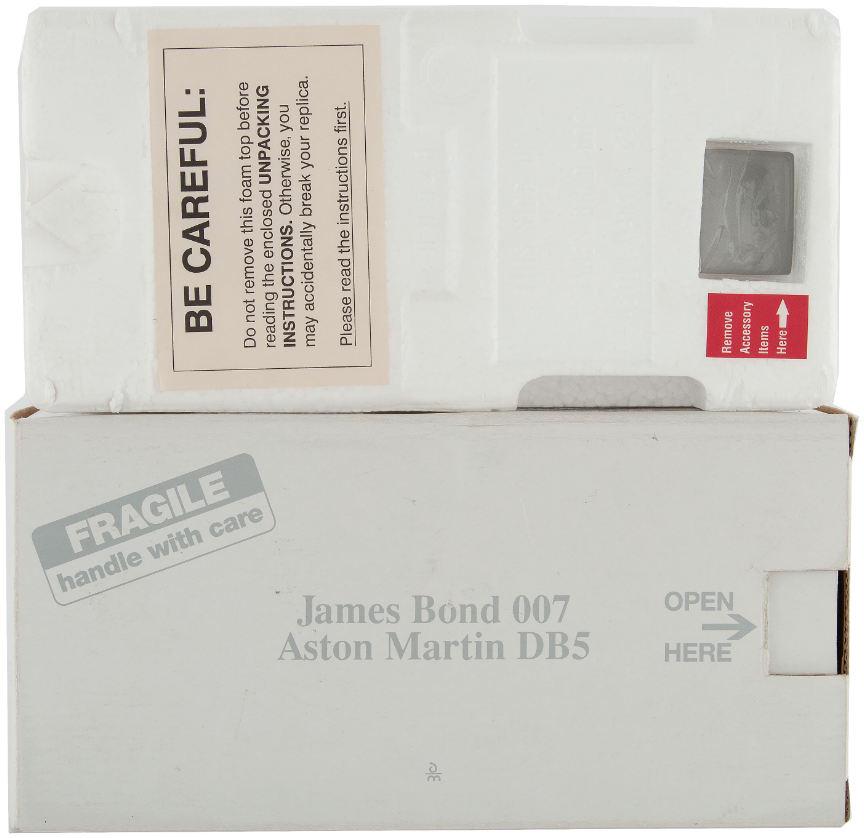 BE CAREFUL:
Do not remove this foam top before
reading the enclosed UNPACKING
INSTRUCTIONS. Otherwise, you
may accidentally break your replica.
Please read the instructions first.
Remove
Accessory
Items
Here
FRAGILE
handle with care
James Bond 007
Aston Martin DB5
OPEN
HERE